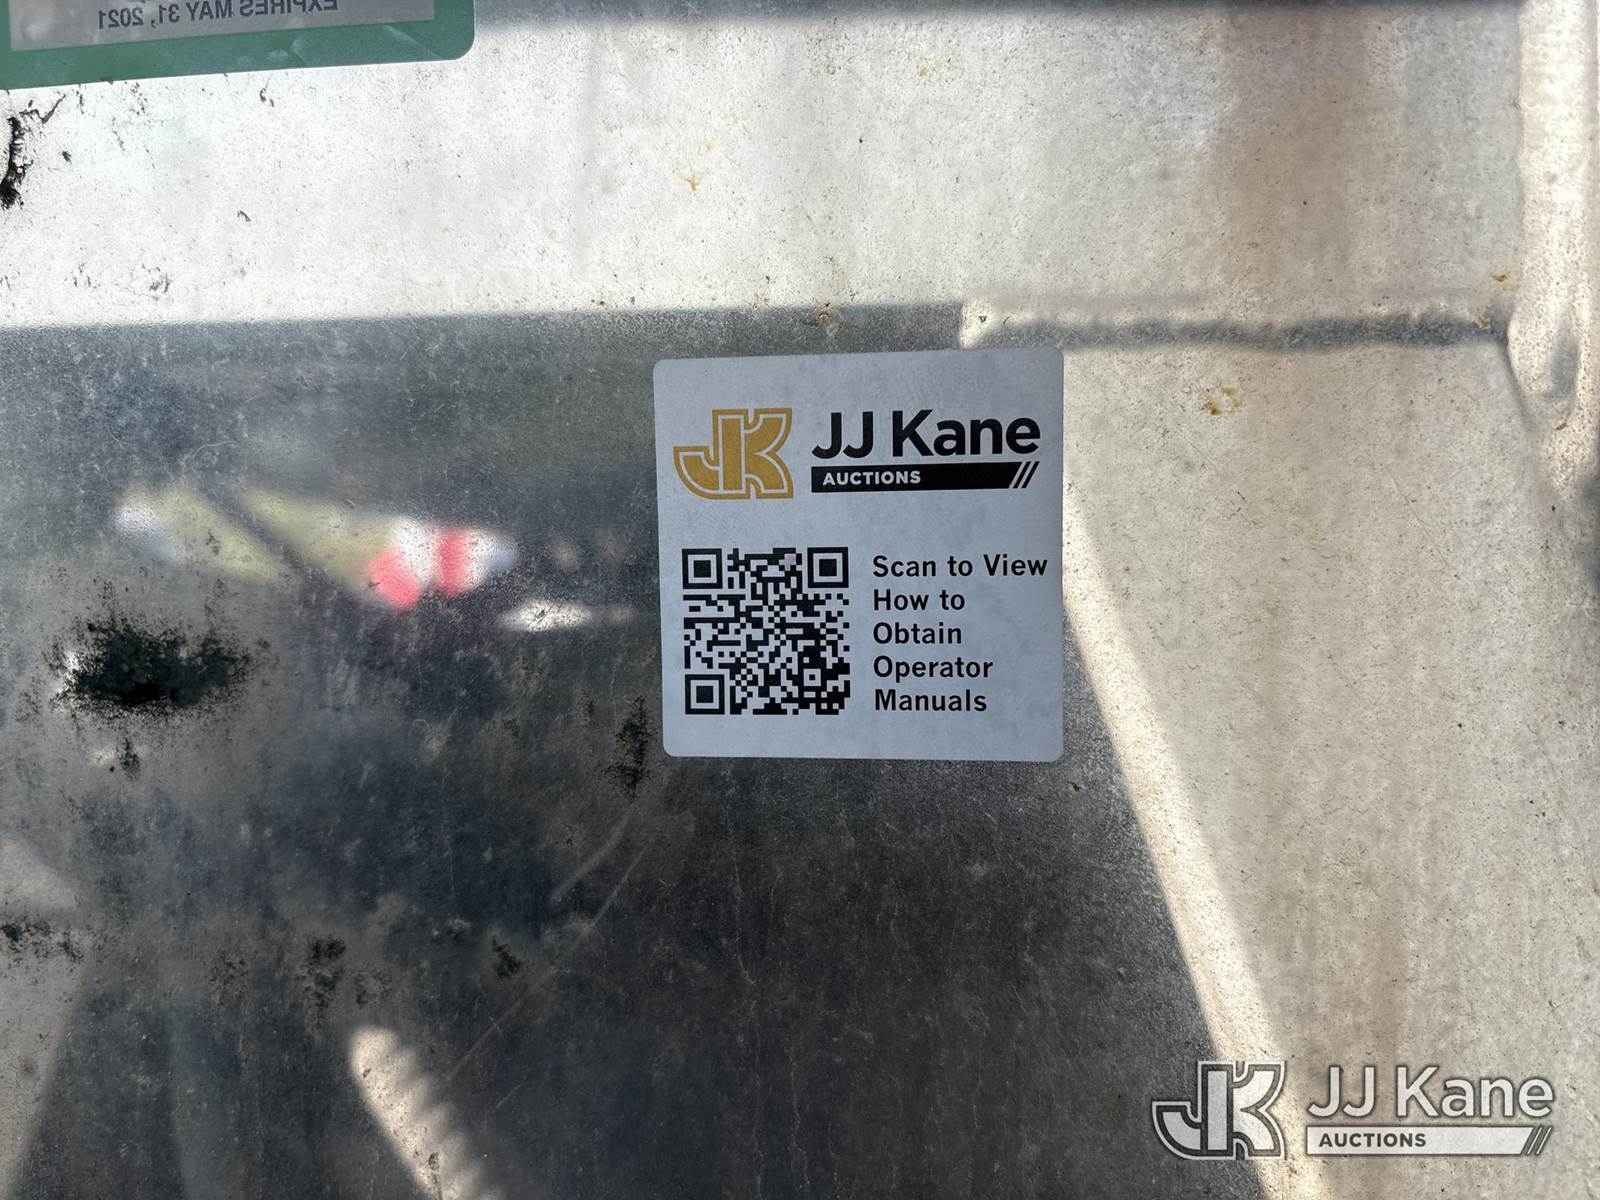 EXPIRES MAY 31, 2021
JJ Kane
AUCTIONS
Scan to View
How to
Obtain
Operator
Manuals
JJ Kane
AUCTIONS